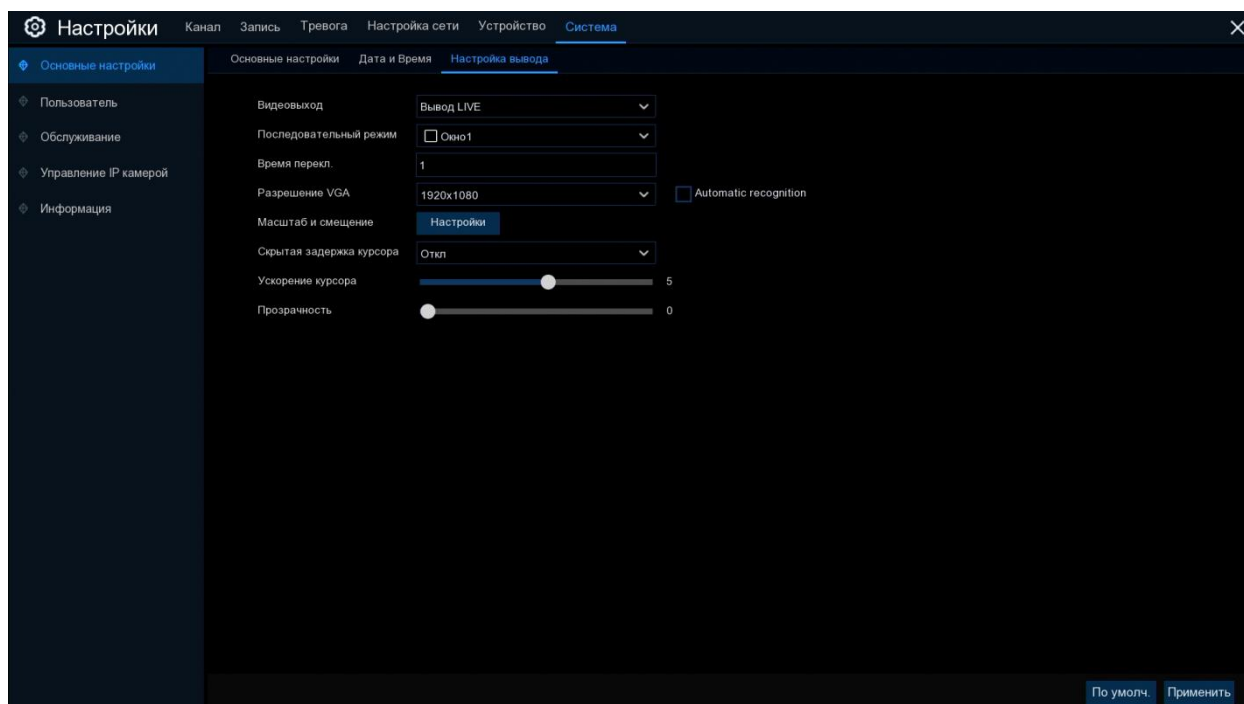 Настройки Канал Запись Тревога Настройка сети Устройство Система
Основные настройки Основные настройки Дата и Время Настройка вывода
Пользователь Видеовыход Вывод LIVE
Обслуживание Последовательный режим Окно1
Время перекл. 1
Управление IP камерой
Разрешение VGA 1920x1080 Automatic recognition
Информация
Масштаб и смещение Настройки
Скрытая задержка курсора Откл
Ускорение курсора 5
Прозрачность 0
По умолч. Применить